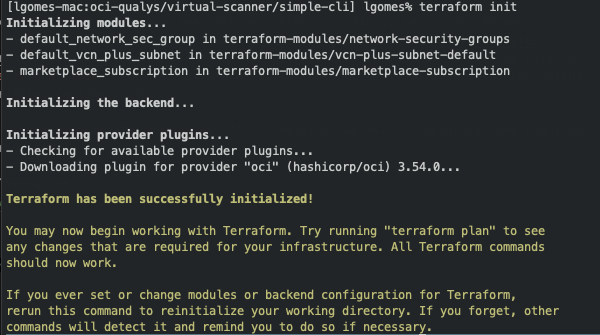 [lgomes-mac:oci-qualys/virtual-scanner/simple-cli] lgomes% terraform init
Initializing modules...
- default_network_sec_group in terraform-modules/network-security-groups
- default_vcn_plus_subnet in terraform-modules/vcn-plus-subnet-default
- marketplace_subscription in terraform-modules/marketplace-subscription
Initializing the backend...
Initializing provider plugins...
- Checking for available provider plugins...
- Downloading plugin for provider "oci" (hashicorp/oci) 3.54.0...
Terraform has been successfully initialized!
You may now begin working with Terraform. Try running "terraform plan" to see
any changes that are required for your infrastructure. All Terraform commands
should now work.
If you ever set or change modules or backend configuration for Terraform,
rerun this command to reinitialize your working directory. If you forget, other
commands will detect it and remind you to do so if necessary.